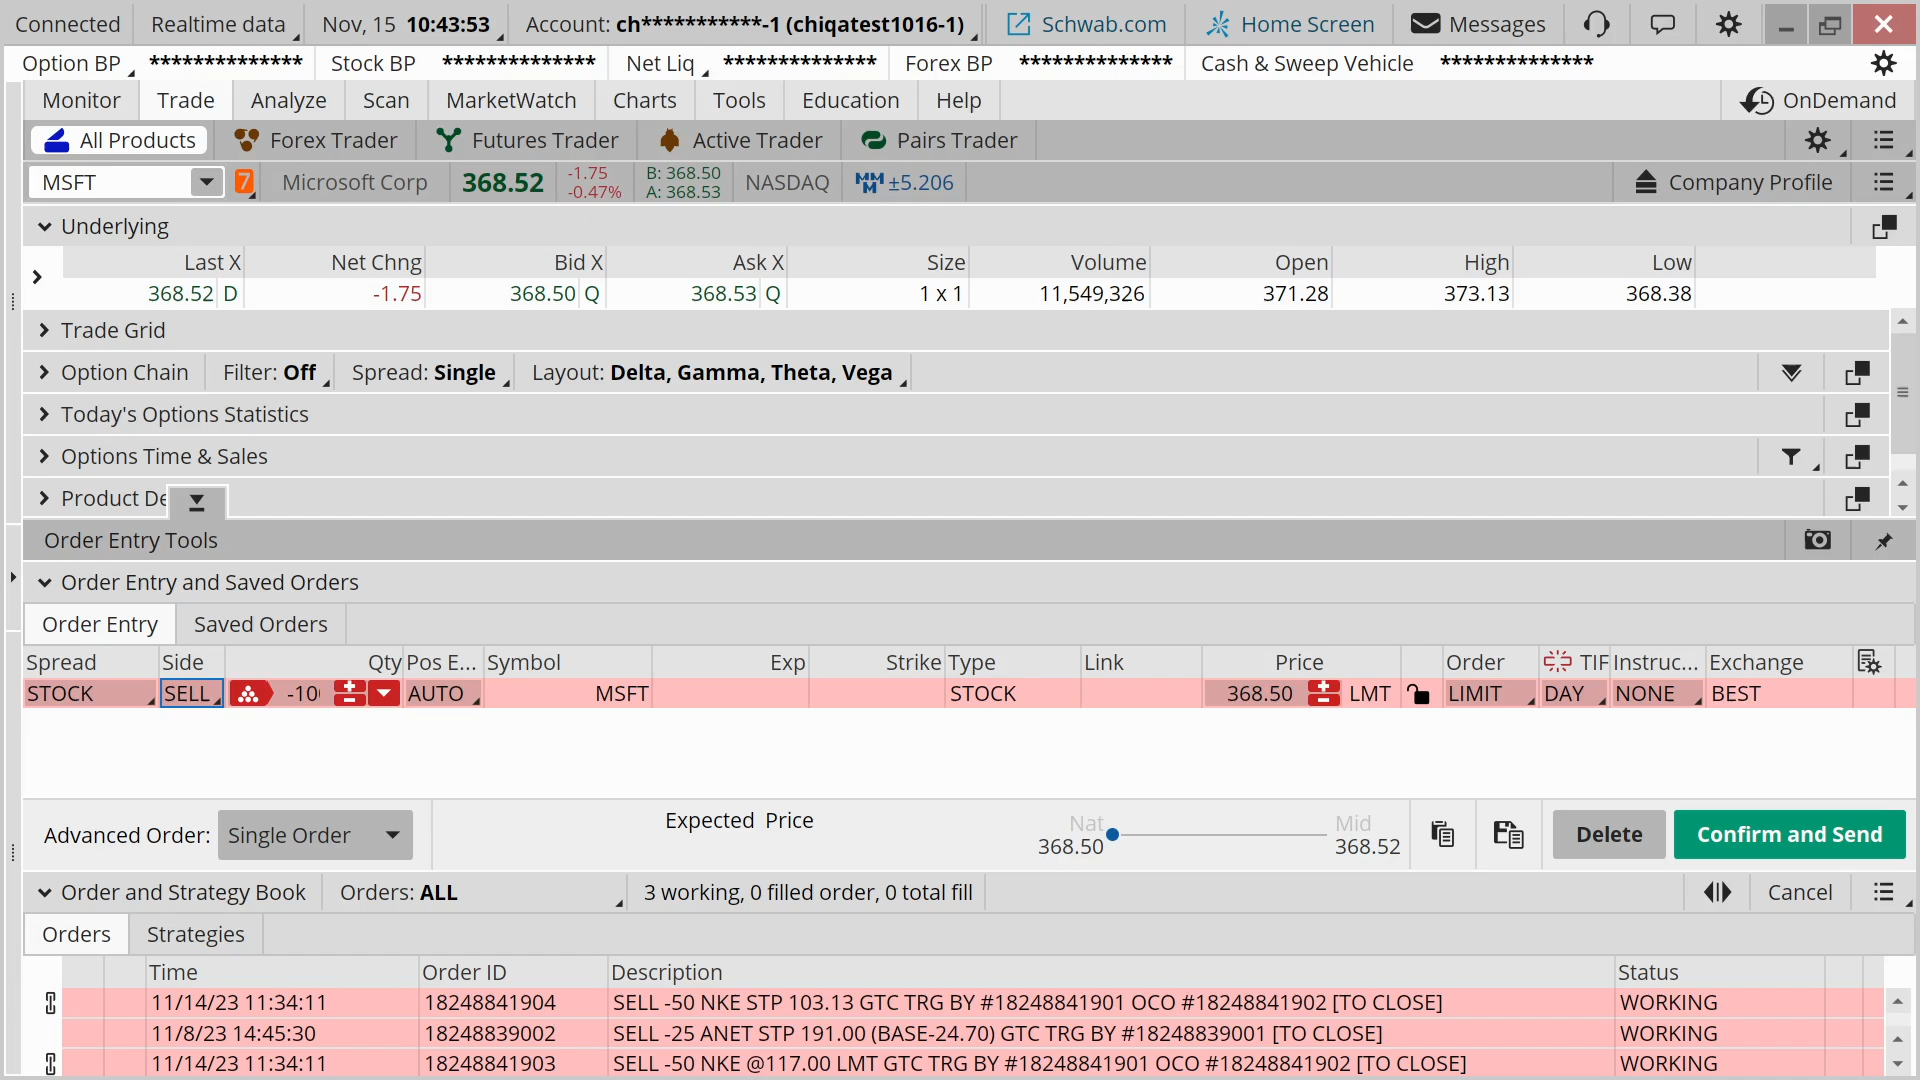 Connected Realtime data Nov, 15 10:43:53 Account: ch***********-1 (chiqatest1016-1) Schwab.com Home Screen Messages
Option BP ************** Stock BP ************** Net Liq ************** Forex BP ************** Cash & Sweep Vehicle **************
Monitor Trade Analyze Scan MarketWatch Charts Tools Education Help OnDemand
All Products Forex Trader Futures Trader Active Trader Pairs Trader
MSFT 7 Microsoft Corp 368.52 -1.75 -0.47% B: 368.50 A: 368.53 NASDAQ MMM ±5.206 Company Profile
Underlying
Last X Net Chng Bid X Ask X Size Volume Open High Low
368.52 D -1.75 368.50 Q 368.53 Q 1 x 1 11,549,326 371.28 373.13 368.38
Trade Grid
Option Chain Filter: Off Spread: Single Layout: Delta, Gamma, Theta, Vega
Today's Options Statistics
Options Time & Sales
Product De
Order Entry Tools
Order Entry and Saved Orders
Order Entry Saved Orders
Spread Side Qty Pos E... Symbol Exp Strike Type Link Price Order TIF Instruc... Exchange
STOCK SELL -10 AUTO MSFT STOCK 368.50 LMT LIMIT DAY NONE BEST
Advanced Order: Single Order Expected Price Nat 368.50 Mid 368.52 Delete Confirm and Send
Order and Strategy Book Orders: ALL 3 working, 0 filled order, 0 total fill Cancel
Orders Strategies
Time Order ID Description Status
11/14/23 11:34:11 18248841904 SELL -50 NKE STP 103.13 GTC TRG BY #18248841901 OCO #18248841902 [TO CLOSE] WORKING
11/8/23 14:45:30 18248839002 SELL -25 ANET STP 191.00 (BASE-24.70) GTC TRG BY #18248839001 [TO CLOSE] WORKING
11/14/23 11:34:11 18248841903 SELL -50 NKE @117.00 LMT GTC TRG BY #18248841901 OCO #18248841902 [TO CLOSE] WORKING